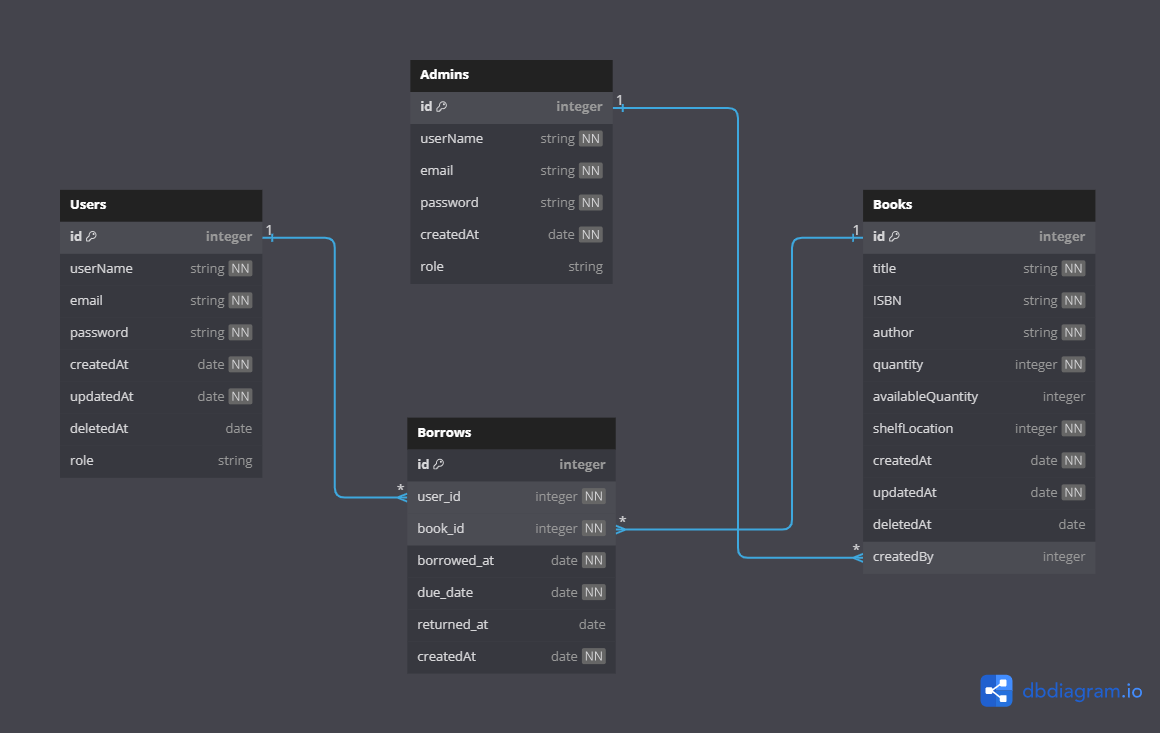 Admins
id integer
userName string NN
email string NN
password string NN
createdAt date NN
role string
Users
id integer
userName string NN
email string NN
password string NN
createdAt date NN
updatedAt date NN
deletedAt date
role string
Books
id integer
title string NN
ISBN string NN
author string NN
quantity integer NN
availableQuantity integer
shelfLocation integer NN
createdAt date NN
updatedAt date NN
deletedAt date
createdBy integer
Borrows
id integer
user_id integer NN
book_id integer NN
borrowed_at date NN
due_date date NN
returned_at date
createdAt date NN
1
1
1
*
*
*
dbdiagram.io